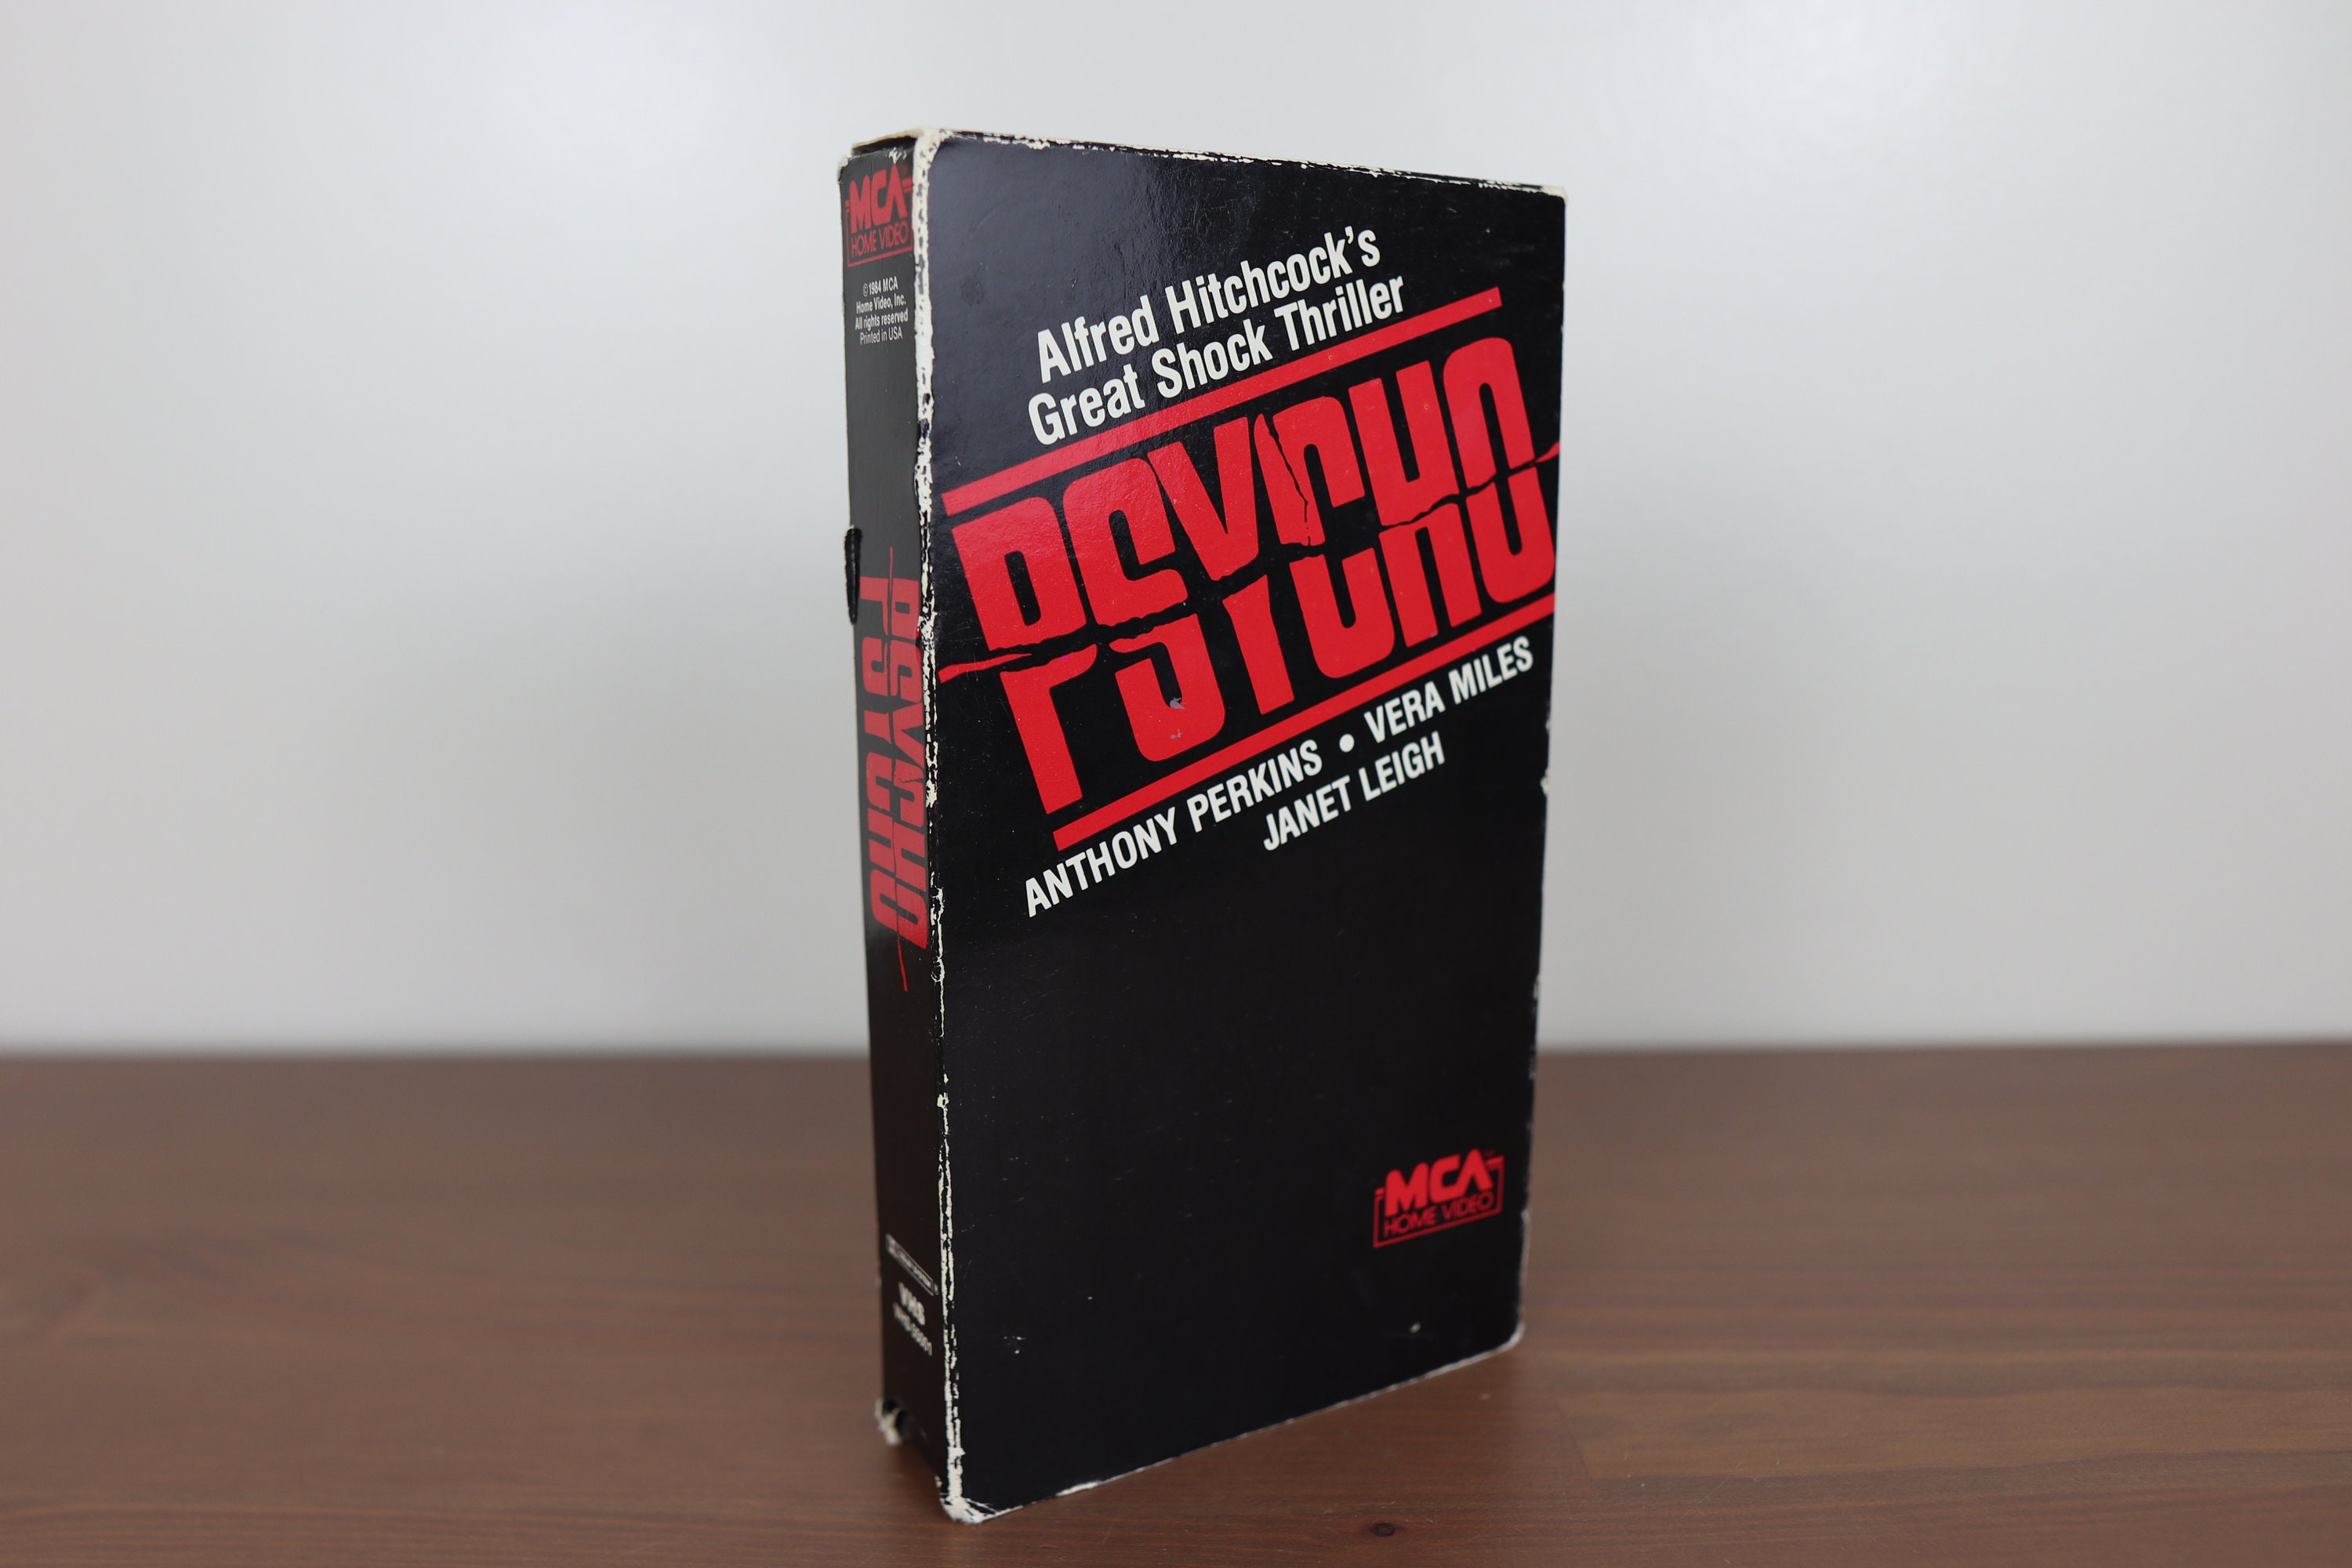 MCA
HOME VIDEO
©1984 MCA
Home Video, Inc.
All rights reserved
Printed in USA
PSYCHO
VHS
Alfred Hitchcock's
Great Shock Thriller
PSYCHO
ANTHONY PERKINS • VERA MILES
JANET LEIGH
MCA
HOME VIDEO